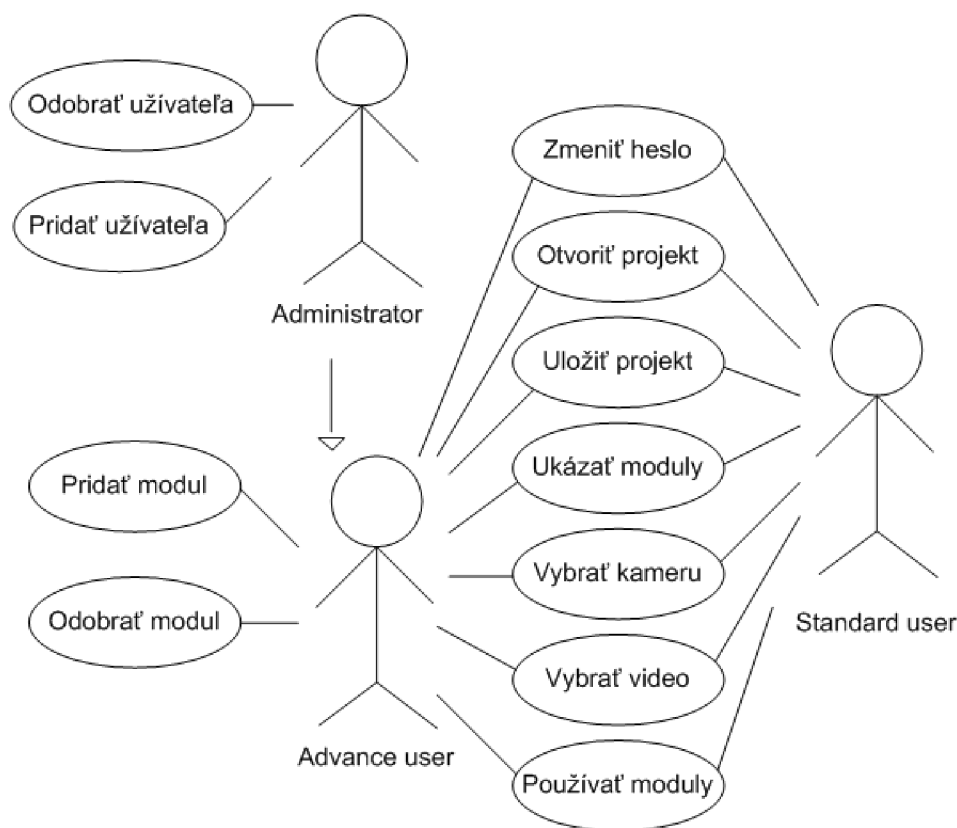 Odobrať užívateľa
Pridať užívateľa
Administrator
Zmeniť heslo
Otvoriť projekt
Uložiť projekt
Ukázať moduly
Vybrať kameru
Vybrať video
Používať moduly
Standard user
Pridať modul
Odobrať modul
Advance user